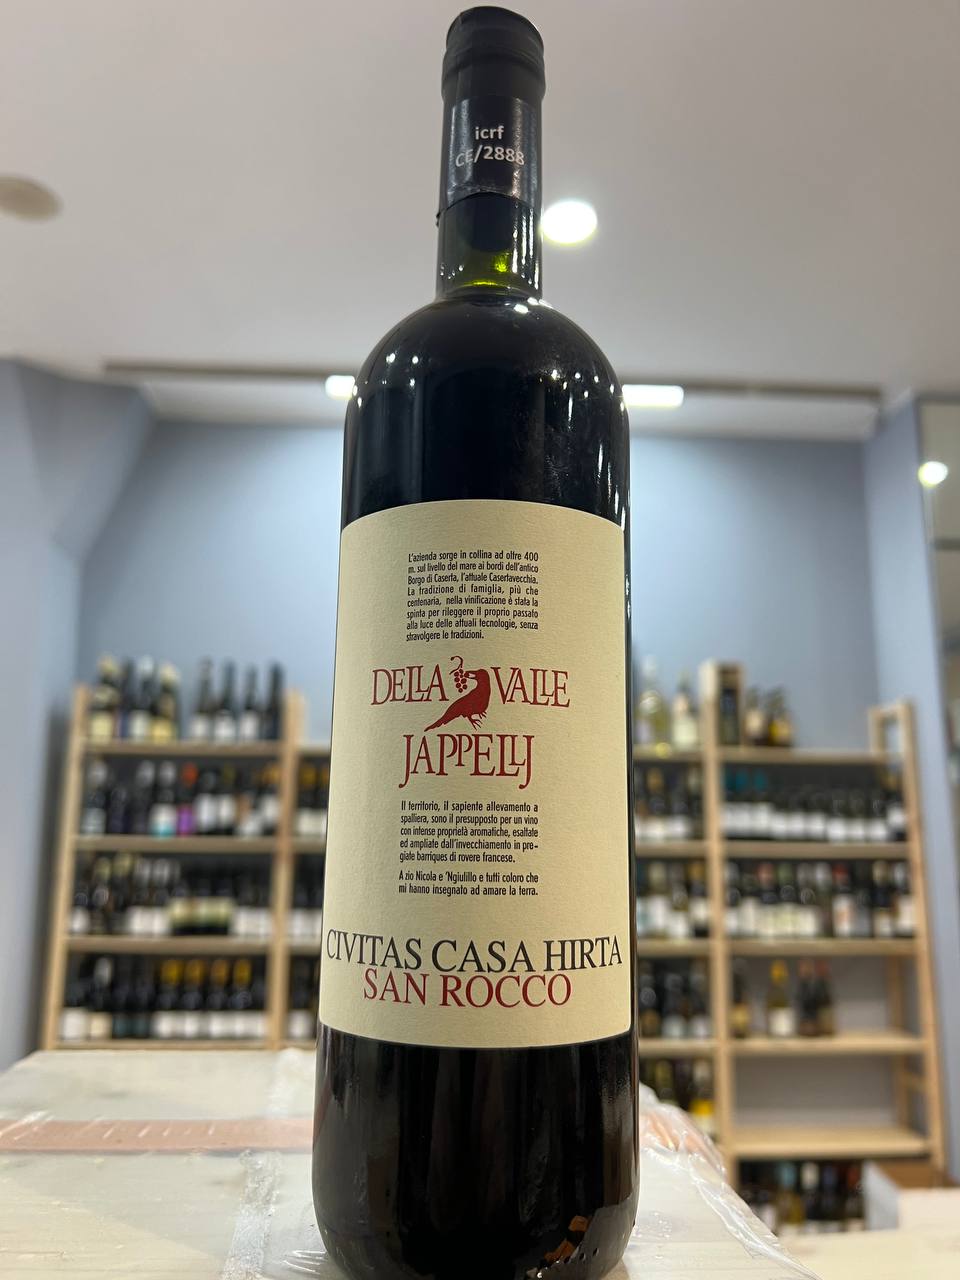 icrf
CE/2888
L'azienda sorge in collina ad oltre 400
m. sul livello del mare ai bordi dell'antico
Borgo di Caserta, l'attuale Casertavecchia.
La tradizione di famiglia, più che
centenaria, nella vinificazione è stata la
spinta per rileggere il proprio passato
alla luce delle attuali tecnologie, senza
stravolgere le tradizioni.
DELLA VALLE
JAPPELLJ
Il territorio, il sapiente allevamento a
spalliera, sono il presupposto per un vino
con intense proprietà aromatiche, esaltate
ed ampliate dall'invecchiamento in pre-
giate barriques di rovere francese.
A zio Nicola e 'Ngiulillo e tutti coloro che
mi hanno insegnato ad amare la terra.
CIVITAS CASA HIRTA
SAN ROCCO